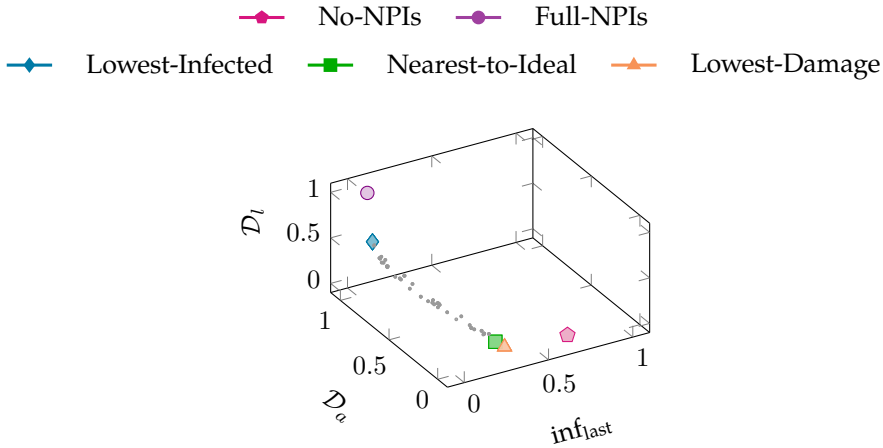 No-NPIs Full-NPIs
Lowest-Infected Nearest-to-Ideal Lowest-Damage
1
0.5
0
𝒟_l
1
0.5
0
𝒟_a
0
0.5
1
inf_last